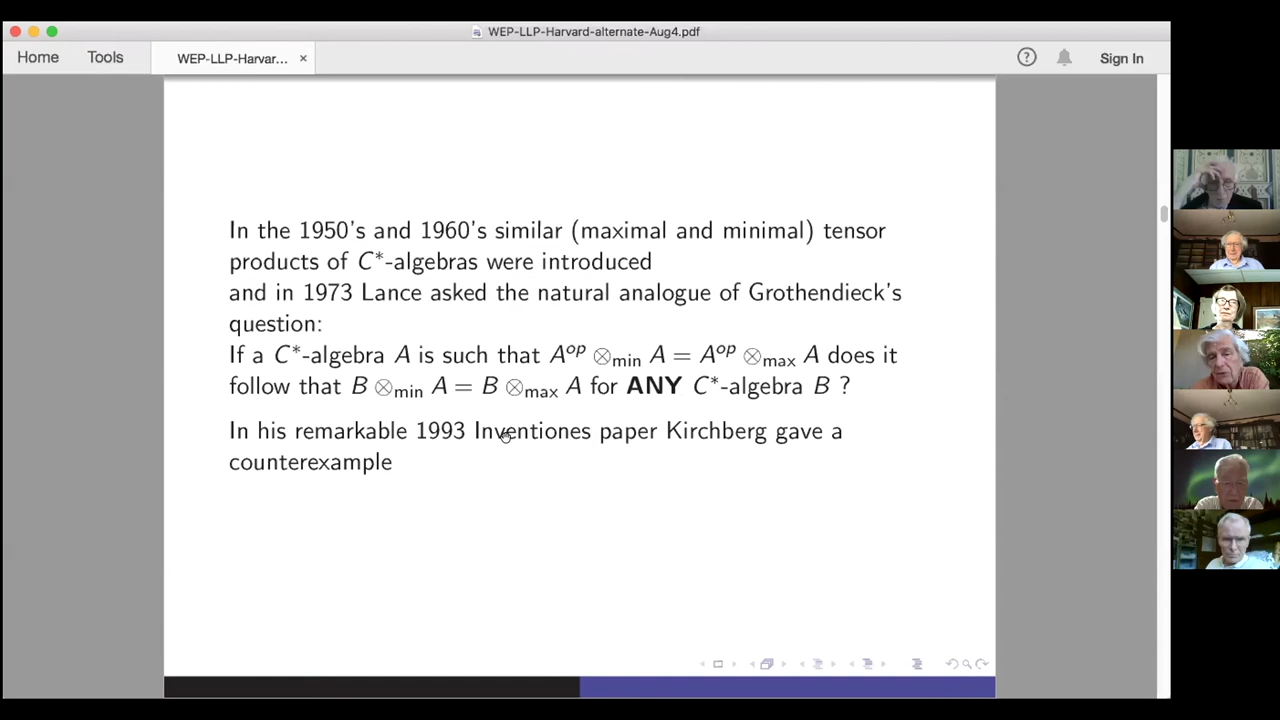 WEP-LLP-Harvard-alternate-Aug4.pdf
Home Tools WEP-LLP-Harvar... × ? Sign In
In the 1950's and 1960's similar (maximal and minimal) tensor
products of C*-algebras were introduced
and in 1973 Lance asked the natural analogue of Grothendieck's
question:
If a C*-algebra A is such that A^op ⊗_min A = A^op ⊗_max A does it
follow that B ⊗_min A = B ⊗_max A for ANY C*-algebra B ?
In his remarkable 1993 Inventiones paper Kirchberg gave a
counterexample